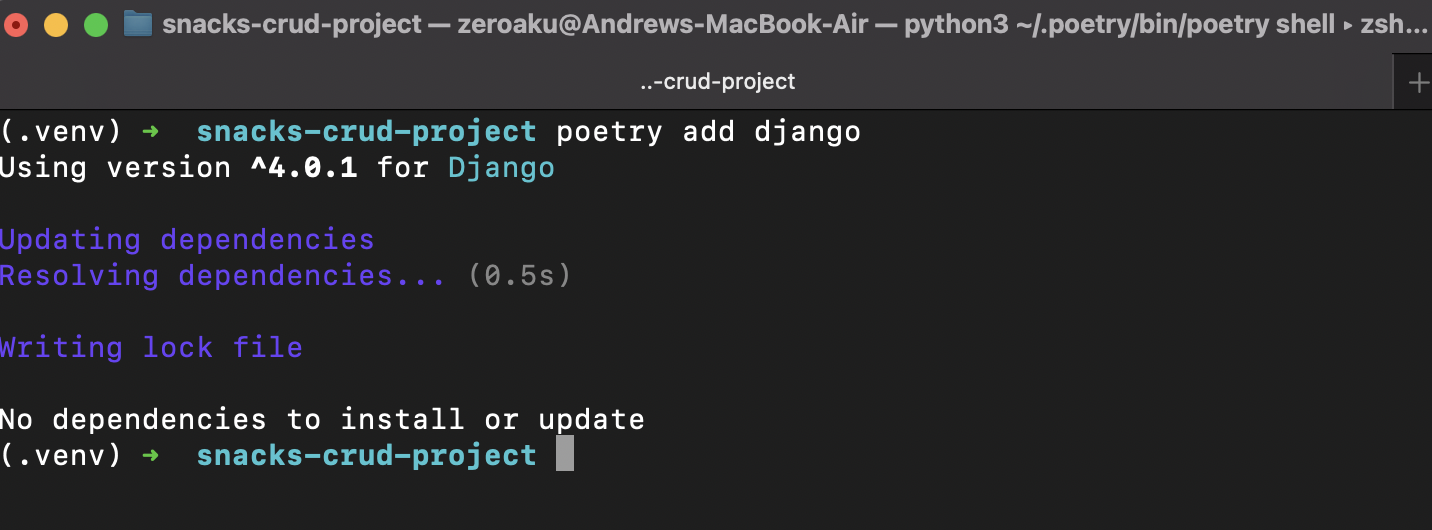 snacks-crud-project — zeroaku@Andrews-MacBook-Air — python3 ~/.poetry/bin/poetry shell ▸ zsh...
..-crud-project
(.venv) ➜ snacks-crud-project poetry add django
Using version ^4.0.1 for Django
Updating dependencies
Resolving dependencies... (0.5s)
Writing lock file
No dependencies to install or update
(.venv) ➜ snacks-crud-project